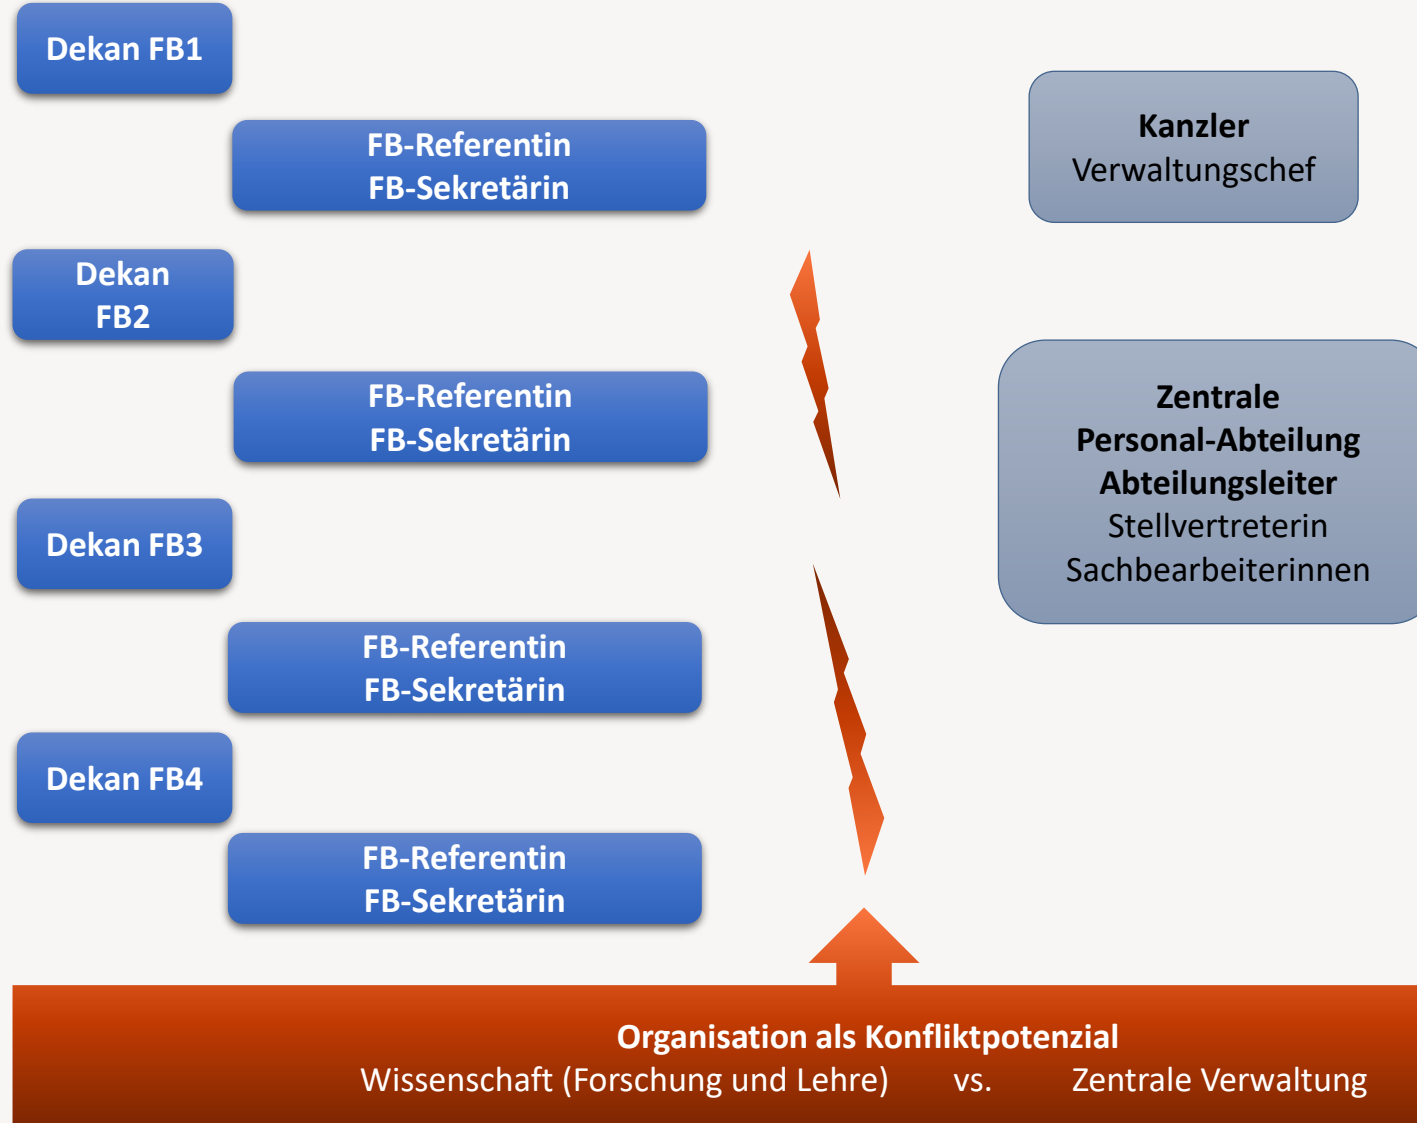 Dekan FB1
FB-Referentin
FB-Sekretärin
Dekan
FB2
FB-Referentin
FB-Sekretärin
Dekan FB3
FB-Referentin
FB-Sekretärin
Dekan FB4
FB-Referentin
FB-Sekretärin
Kanzler
Verwaltungschef
Zentrale
Personal-Abteilung
Abteilungsleiter
Stellvertreterin
Sachbearbeiterinnen
Organisation als Konfliktpotenzial
Wissenschaft (Forschung und Lehre) vs. Zentrale Verwaltung